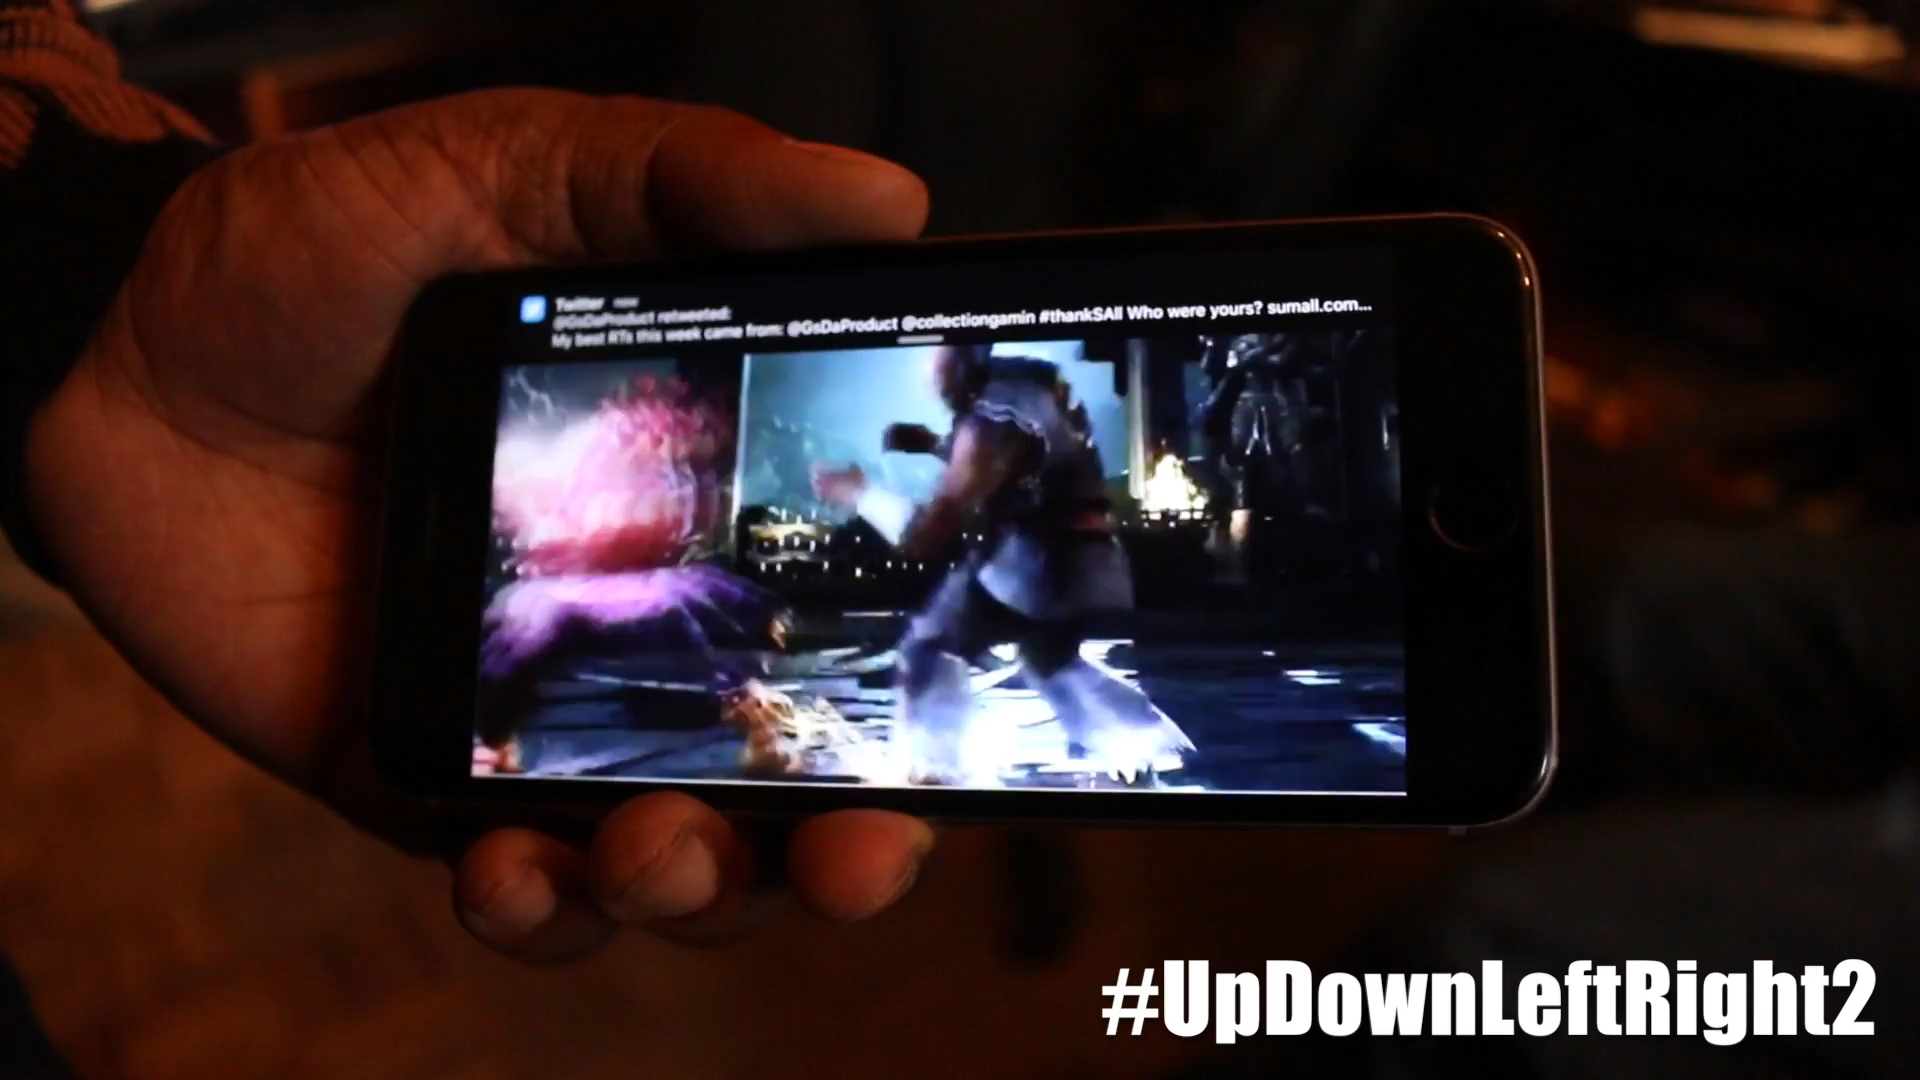 Twitter now
@GsDaProduct retweeted:
My best RTs this week came from: @GsDaProduct @collectiongamin #thankSAll Who were yours? sumall.com...
#UpDownLeftRight2